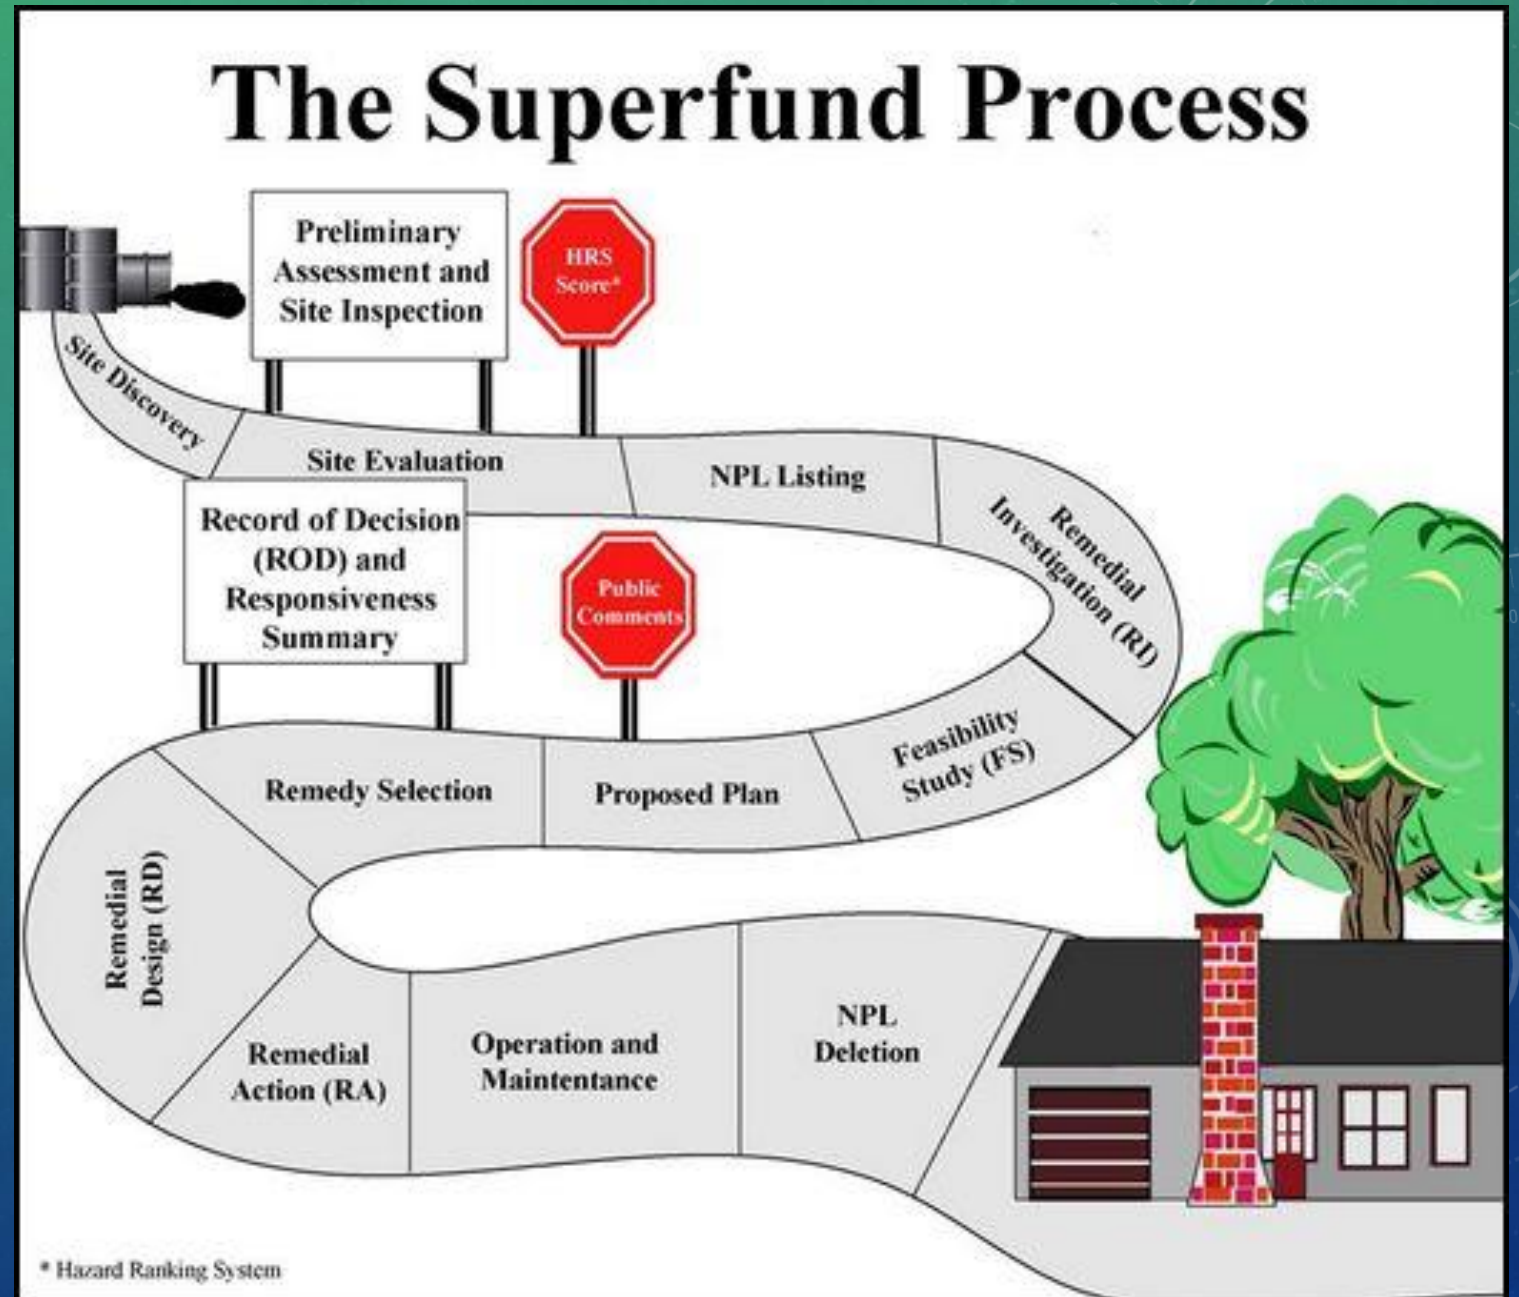 The Superfund Process
Preliminary
Assessment and
Site Inspection
HRS
Score*
Site Discovery
Site Evaluation
NPL Listing
Remedial
Investigation (RI)
Record of Decision
(ROD) and
Responsiveness
Summary
Public
Comments
Feasibility
Study (FS)
Proposed Plan
Remedy Selection
Remedial
Design (RD)
Remedial
Action (RA)
Operation and
Maintentance
NPL
Deletion
* Hazard Ranking System